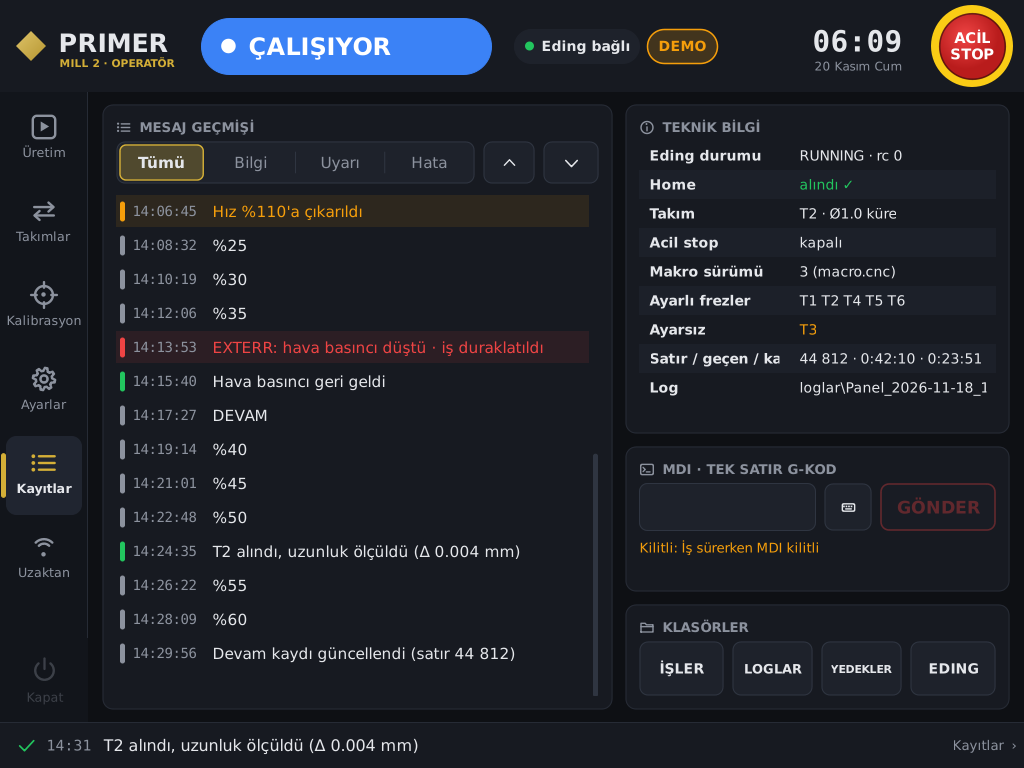 PRIMER
MILL 2 · OPERATÖR
ÇALIŞIYOR
Eding bağlı
DEMO
06:09
20 Kasım Cum
ACİL
STOP
Üretim
Takımlar
Kalibrasyon
Ayarlar
Kayıtlar
Uzaktan
Kapat
MESAJ GEÇMİŞİ
Tümü Bilgi Uyarı Hata
14:06:45 Hız %110'a çıkarıldı
14:08:32 %25
14:10:19 %30
14:12:06 %35
14:13:53 EXTERR: hava basıncı düştü · iş duraklatıldı
14:15:40 Hava basıncı geri geldi
14:17:27 DEVAM
14:19:14 %40
14:21:01 %45
14:22:48 %50
14:24:35 T2 alındı, uzunluk ölçüldü (Δ 0.004 mm)
14:26:22 %55
14:28:09 %60
14:29:56 Devam kaydı güncellendi (satır 44 812)
TEKNİK BİLGİ
Eding durumu RUNNING · rc 0
Home alındı ✓
Takım T2 · Ø1.0 küre
Acil stop kapalı
Makro sürümü 3 (macro.cnc)
Ayarlı frezler T1 T2 T4 T5 T6
Ayarsız T3
Satır / geçen / ka 44 812 · 0:42:10 · 0:23:51
Log loglar\Panel_2026-11-18_1
MDI · TEK SATIR G-KOD
GÖNDER
Kilitli: İş sürerken MDI kilitli
KLASÖRLER
İŞLER LOGLAR YEDEKLER EDING
14:31 T2 alındı, uzunluk ölçüldü (Δ 0.004 mm)
Kayıtlar ›